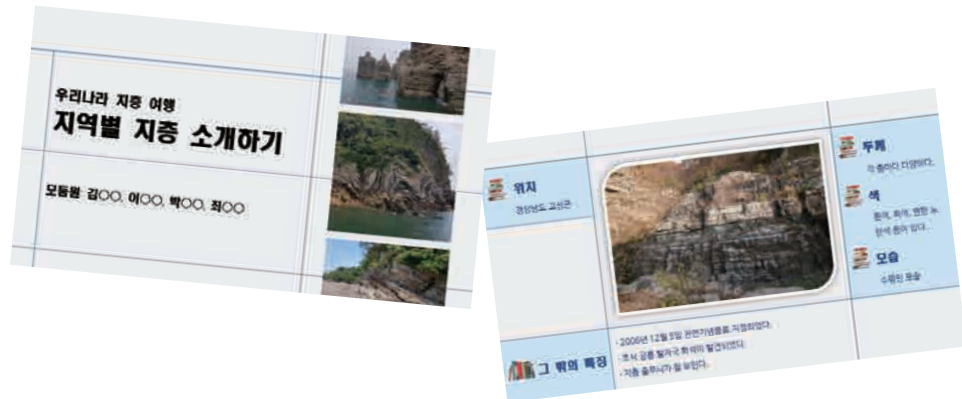 우리나라 지층 여행
지역별 지층 소개하기
모둠원 김○○, 이○○, 박○○, 최○○
위치
경상남도 고성군
두께
각 층마다 다양하다.
색
흰색, 회색, 연한 노
란색 층이 있다.
모습
수평인 모습
그 밖의 특징
· 2006년 12월 5일 천연기념물로 지정되었다.
· 초식 공룡 발자국 화석이 발견되었다.
· 지층 줄무늬가 잘 보인다.